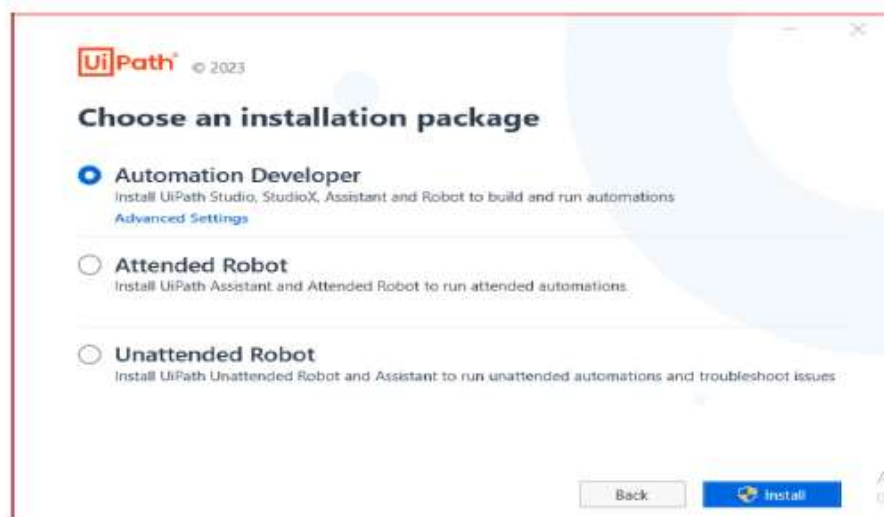 UiPath © 2023
Choose an installation package
Automation Developer
Install UiPath Studio, StudioX, Assistant and Robot to build and run automations
Advanced Settings
Attended Robot
Install UiPath Assistant and Attended Robot to run attended automations
Unattended Robot
Install UiPath Unattended Robot and Assistant to run unattended automations and troubleshoot issues
Back
Install